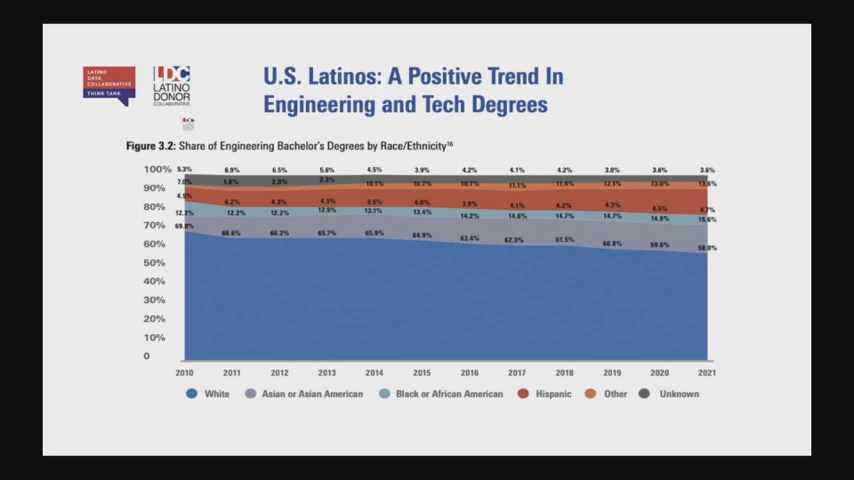 LATINO
DATA
COLLABORATIVE
THINK TANK
LDC
LATINO
DONOR
COLLABORATIVE
LDC
U.S. Latinos: A Positive Trend In
Engineering and Tech Degrees
Figure 3.2: Share of Engineering Bachelor's Degrees by Race/Ethnicity¹⁶
100% 5.3% 6.9% 6.5% 5.6% 4.5% 3.9% 4.2% 4.1% 4.2% 3.8% 3.6% 3.6%
90% 7.0% 1.6% 2.0% 2.3% 10.1% 10.7% 10.7% 11.1% 11.4% 12.1% 13.0% 13.6%
80% 4.5% 4.2% 4.3% 4.3% 3.5% 4.0% 3.9% 4.1% 4.2% 4.3% 4.5% 4.7%
70% 12.2% 12.2% 12.2% 12.9% 13.1% 13.4% 14.2% 14.6% 14.7% 14.7% 14.9% 15.6%
60% 69.8% 66.6% 66.2% 65.7% 65.9% 64.9% 63.4% 62.3% 61.5% 60.8% 59.6% 58.0%
50%
40%
30%
20%
10%
0
2010 2011 2012 2013 2014 2015 2016 2017 2018 2019 2020 2021
White Asian or Asian American Black or African American Hispanic Other Unknown